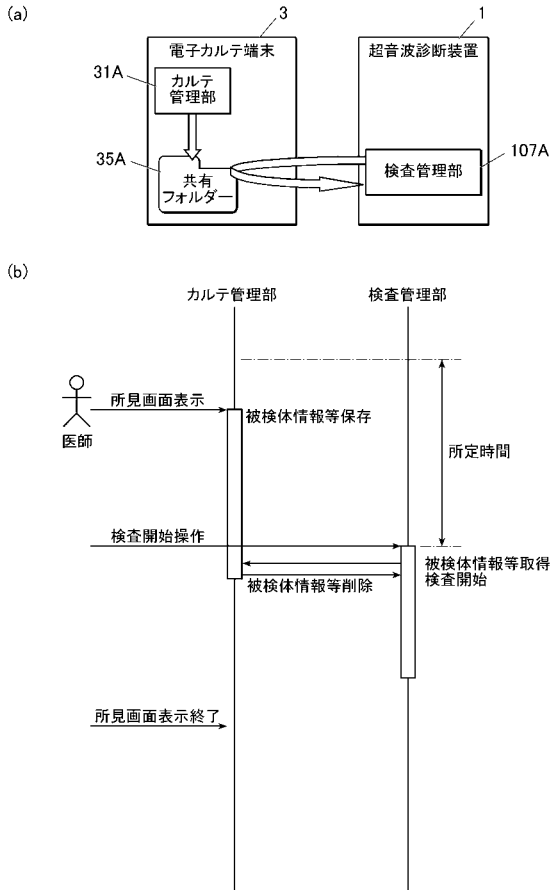 (a)
3
1
電子カルテ端末
超音波診断装置
31A
カルテ
管理部
35A
共有
フォルダー
107A
検査管理部
(b)
カルテ管理部
検査管理部
所見画面表示
被検体情報等保存
医師
所定時間
検査開始操作
被検体情報等取得
検査開始
被検体情報等削除
所見画面表示終了